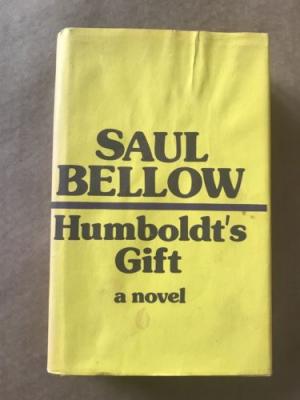 SAUL
BELLOW
Humboldt's
Gift
a novel